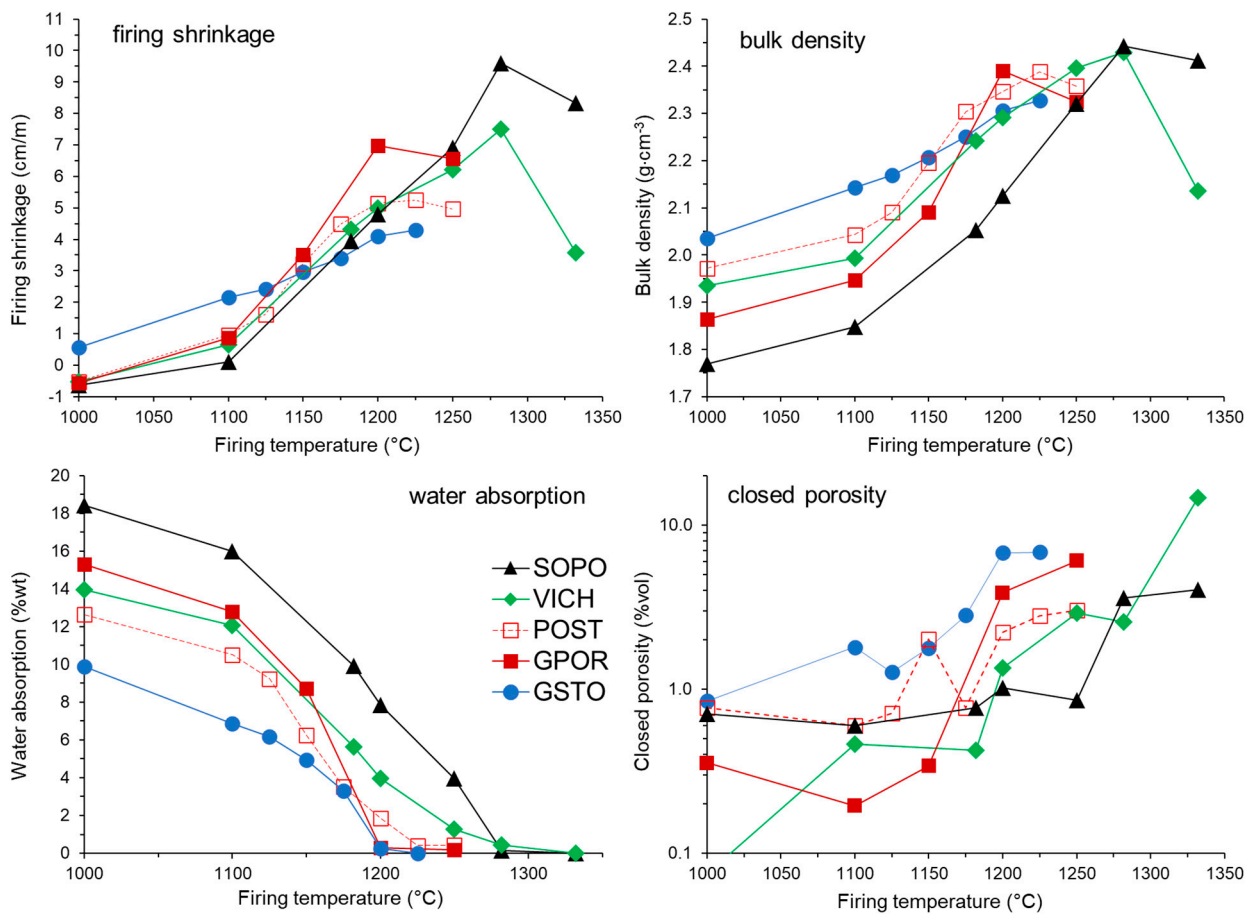 firing shrinkage
Firing shrinkage (cm/m)
11
10
9
8
7
6
5
4
3
2
1
0
-1
1000 1050 1100 1150 1200 1250 1300 1350
Firing temperature (°C)
bulk density
Bulk density (g·cm⁻³)
2.5
2.4
2.3
2.2
2.1
2.0
1.9
1.8
1.7
1000 1050 1100 1150 1200 1250 1300 1350
Firing temperature (°C)
water absorption
Water absorption (%wt)
20
18
16
14
12
10
8
6
4
2
0
1000 1100 1200 1300
Firing temperature (°C)
SOPO
VICH
POST
GPOR
GSTO
closed porosity
Closed porosity (%vol)
10.0
1.0
0.1
1000 1050 1100 1150 1200 1250 1300 1350
Firing temperature (°C)